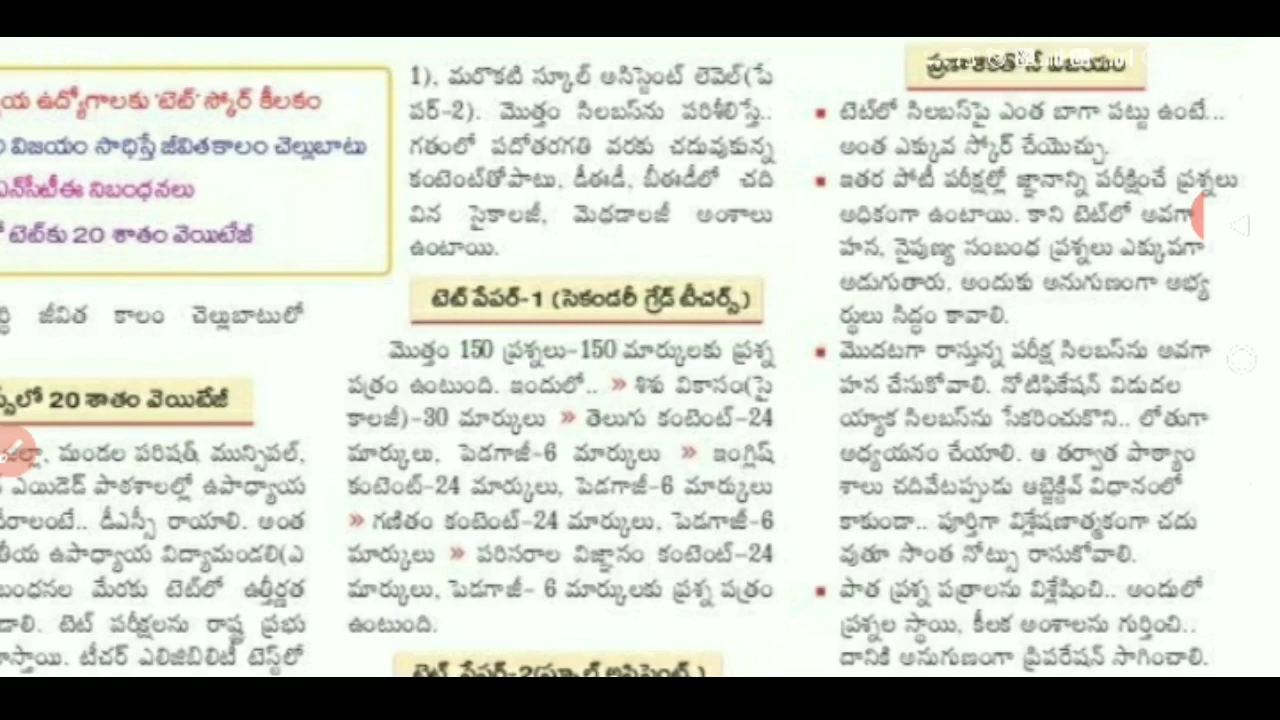 ఉద్యోగాలకు 'టెట్' స్కోర్ కీలకం
విజయం సాధిస్తే జీవితకాలం చెల్లుబాటు
ఎన్‌సీటీఈ నిబంధనలు
టెట్‌కు 20 శాతం వెయిటేజీ
జీవిత కాలం చెల్లుబాటులో
20 శాతం వెయిటేజీ
మండల పరిషత్, మున్సిపల్,
ఎయిడెడ్ పాఠశాలల్లో ఉపాధ్యాయ
డీఎస్సీ రాయాలి. అంత
ఉపాధ్యాయ విద్యామండలి(ఎ
మేరకు టెట్‌లో ఉత్తీర్ణత
టెట్ పరీక్షలను రాష్ట్ర ప్రభు
టీచర్ ఎలిజిబిలిటీ టెస్ట్‌లో
1), మరొకటి స్కూల్ అసిస్టెంట్ లెవెల్(పే
పర్-2). మొత్తం సిలబస్‌ను పరిశీలిస్తే..
గతంలో పదోతరగతి వరకు చదువుకున్న
కంటెంట్‌తోపాటు, డీఈడీ, బీఈడీలో చది
విన సైకాలజీ, మెథడాలజీ అంశాలు
ఉంటాయి.
టెట్ పేపర్-1 (సెకండరీ గ్రేడ్ టీచర్స్)
మొత్తం 150 ప్రశ్నలు-150 మార్కులకు ప్రశ్న
పత్రం ఉంటుంది. ఇందులో.. » శిశు వికాసం(సై
కాలజీ)-30 మార్కులు » తెలుగు కంటెంట్-24
మార్కులు, పెడగాజీ-6 మార్కులు » ఇంగ్లిష్
కంటెంట్-24 మార్కులు, పెడగాజీ-6 మార్కులు
» గణితం కంటెంట్-24 మార్కులు, పెడగాజీ-6
మార్కులు » పరిసరాల విజ్ఞానం కంటెంట్-24
మార్కులు, పెడగాజీ- 6 మార్కులకు ప్రశ్న పత్రం
ఉంటుంది.
టెట్ పేపర్-2(స్కూల్ అసిస్టెంట్)
▪ టెట్‌లో సిలబస్‌పై ఎంత బాగా పట్టు ఉంటే...
అంత ఎక్కువ స్కోర్ చేయొచ్చు.
▪ ఇతర పోటీ పరీక్షల్లో జ్ఞానాన్ని పరీక్షించే ప్రశ్నలు
అధికంగా ఉంటాయి. కాని టెట్‌లో అవగా
హన, నైపుణ్య సంబంధ ప్రశ్నలు ఎక్కువగా
అడుగుతారు. అందుకు అనుగుణంగా అభ్య
ర్థులు సిద్ధం కావాలి.
▪ మొదటగా రాస్తున్న పరీక్ష సిలబస్‌ను అవగా
హన చేసుకోవాలి. నోటిఫికేషన్ విడుదల
య్యాక సిలబస్‌ను సేకరించుకొని.. లోతుగా
అధ్యయనం చేయాలి. ఆ తర్వాత పాఠ్యాం
శాలు చదివేటప్పుడు ఆబ్జెక్టివ్ విధానంలో
కాకుండా.. పూర్తిగా విశ్లేషణాత్మకంగా చదు
వుతూ సొంత నోట్సు రాసుకోవాలి.
▪ పాత ప్రశ్న పత్రాలను విశ్లేషించి.. అందులో
ప్రశ్నల స్థాయి, కీలక అంశాలను గుర్తించి..
దానికి అనుగుణంగా ప్రిపరేషన్ సాగించాలి.